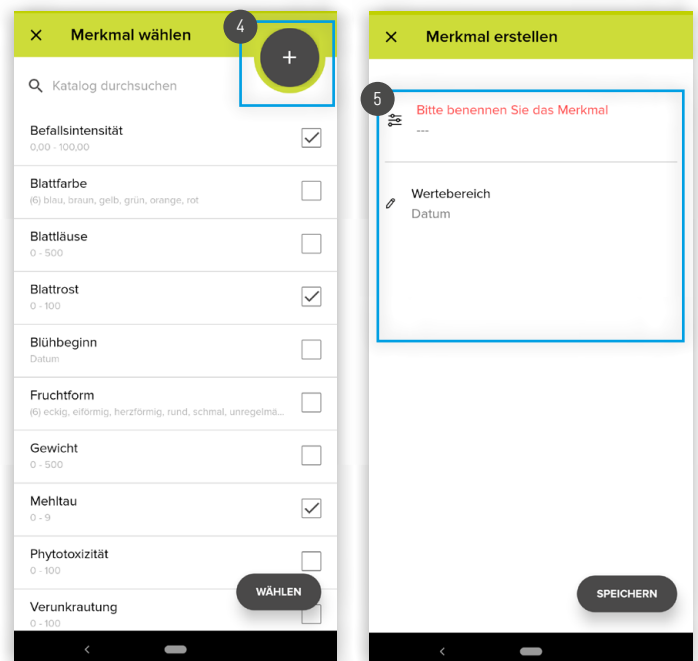 Merkmal wählen
4
+
Katalog durchsuchen
Befallsintensität
0,00 - 100,00
Blattfarbe
(6) blau, braun, gelb, grün, orange, rot
Blattläuse
0 - 500
Blattrost
0 - 100
Blühbeginn
Datum
Fruchtform
(6) eckig, eiförmig, herzförmig, rund, schmal, unregelmä...
Gewicht
0 - 500
Mehltau
0 - 9
Phytotoxizität
0 - 100
WÄHLEN
Verunkrautung
0 - 100
Merkmal erstellen
5
Bitte benennen Sie das Merkmal
---
Wertebereich
Datum
SPEICHERN